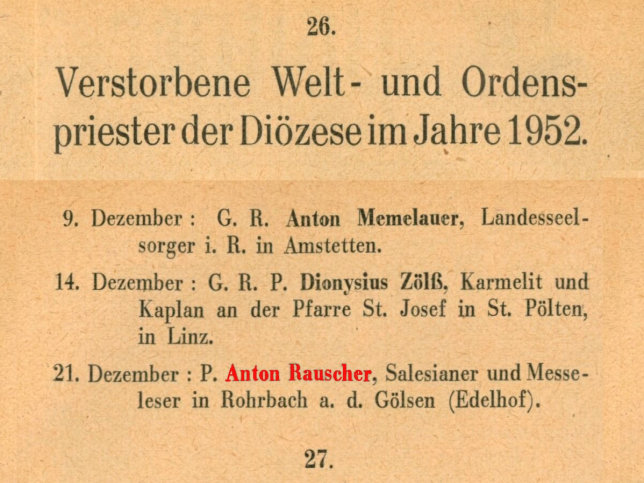 26.
Verstorbene Welt- und Ordens-
priester der Diözese im Jahre 1952.
9. Dezember : G. R. Anton Memelauer, Landesseel-
sorger i. R. in Amstetten.
14. Dezember : G. R. P. Dionysius Zölß, Karmelit und
Kaplan an der Pfarre St. Josef in St. Pölten,
in Linz.
21. Dezember : P. Anton Rauscher, Salesianer und Messe-
leser in Rohrbach a. d. Gölsen (Edelhof).
27.